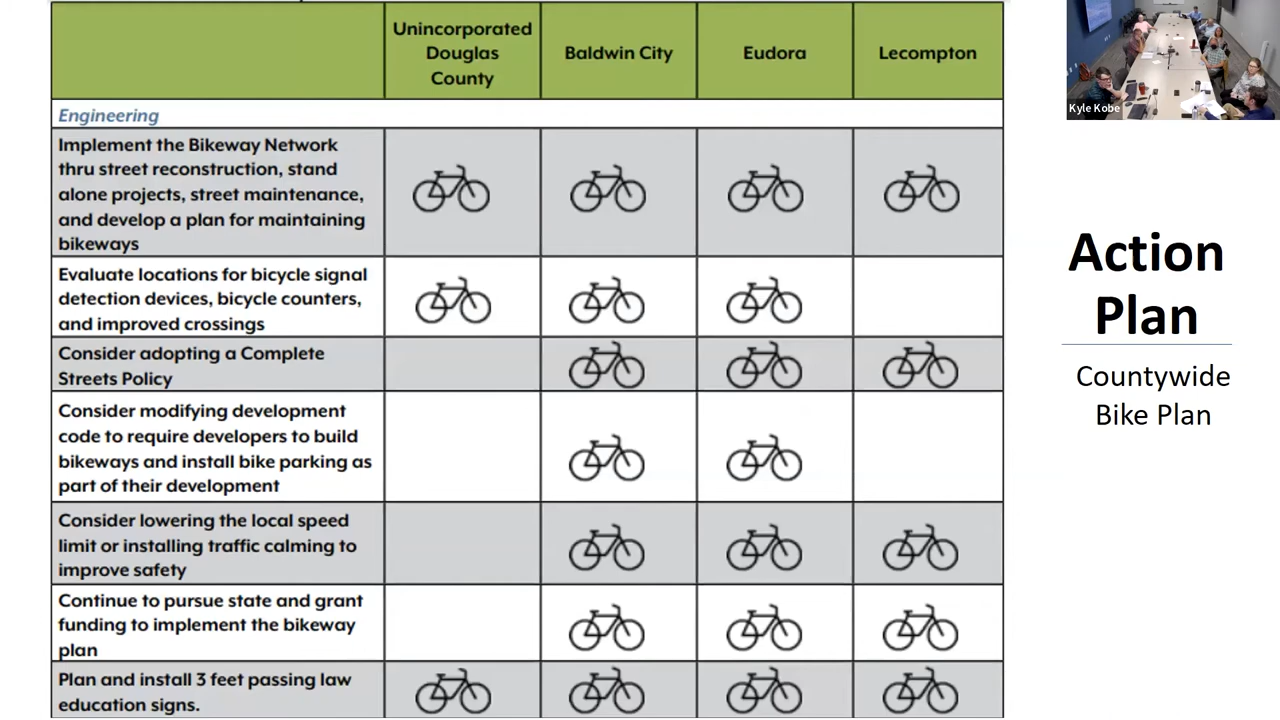 Unincorporated
Douglas
County
Baldwin City
Eudora
Lecompton
Engineering
Implement the Bikeway Network
thru street reconstruction, stand
alone projects, street maintenance,
and develop a plan for maintaining
bikeways
Evaluate locations for bicycle signal
detection devices, bicycle counters,
and improved crossings
Consider adopting a Complete
Streets Policy
Consider modifying development
code to require developers to build
bikeways and install bike parking as
part of their development
Consider lowering the local speed
limit or installing traffic calming to
improve safety
Continue to pursue state and grant
funding to implement the bikeway
plan
Plan and install 3 feet passing law
education signs.
Kyle Kobe
Action
Plan
Countywide
Bike Plan